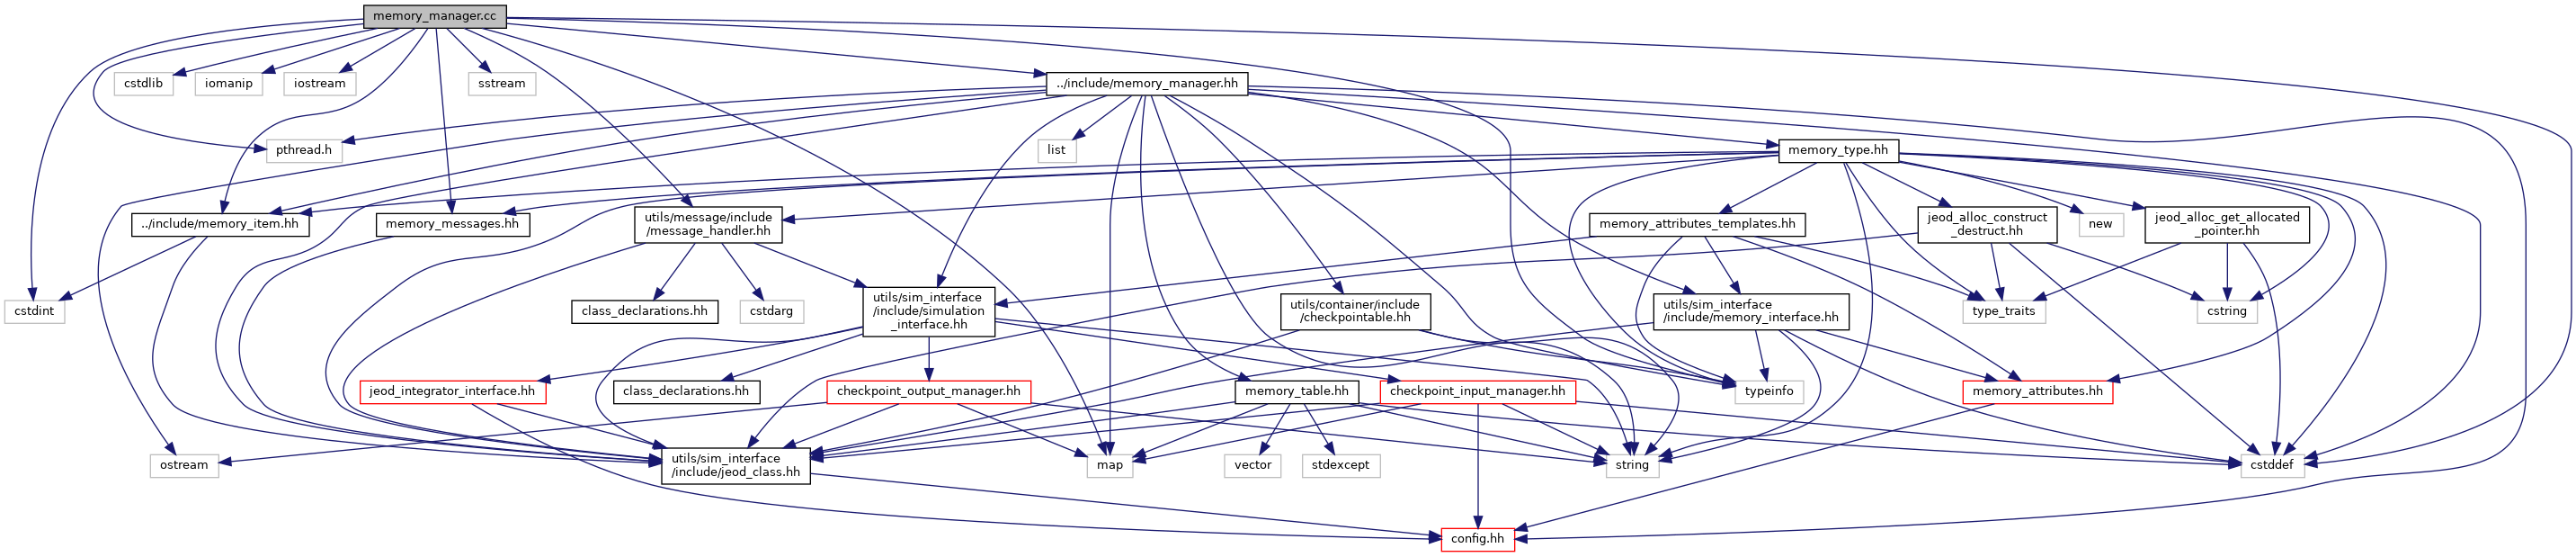 memory_manager.cc
cstdlib
iomanip
iostream
sstream
../include/memory_manager.hh
pthread.h
list
memory_type.hh
../include/memory_item.hh
memory_messages.hh
utils/message/include
/message_handler.hh
memory_attributes_templates.hh
jeod_alloc_construct
_destruct.hh
new
jeod_alloc_get_allocated
_pointer.hh
cstdint
class_declarations.hh
cstdarg
utils/sim_interface
/include/simulation
_interface.hh
utils/container/include
/checkpointable.hh
utils/sim_interface
/include/memory_interface.hh
type_traits
cstring
jeod_integrator_interface.hh
class_declarations.hh
checkpoint_output_manager.hh
memory_table.hh
checkpoint_input_manager.hh
typeinfo
memory_attributes.hh
ostream
utils/sim_interface
/include/jeod_class.hh
map
vector
stdexcept
string
cstddef
config.hh